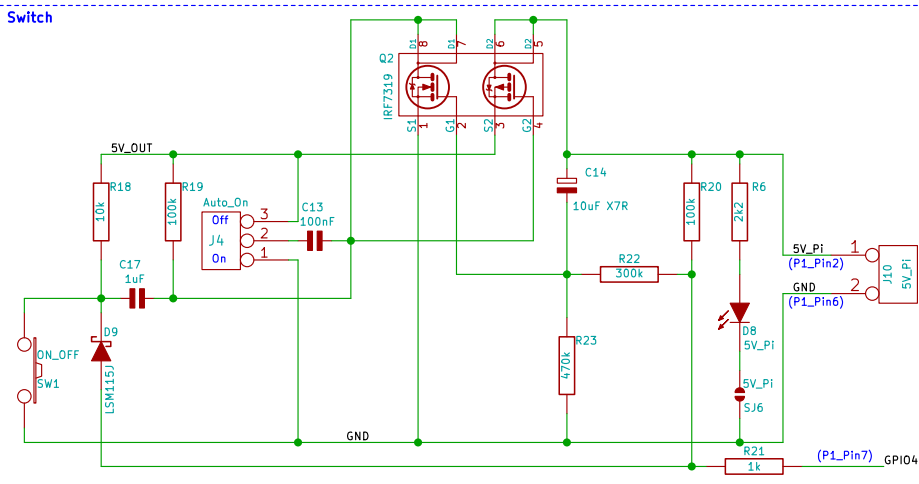 Switch
D1
8
D1
7
D2
6
D2
5
Q2
IRF7319
S1
1
G1
2
S2
3
G2
4
5V_OUT
R18
10k
R19
100k
Auto_On
Off
3
J4
2
On
1
C13
100nF
C14
10uF X7R
R20
100k
R6
2k2
5V_Pi
1
(P1_Pin2)
GND
2
(P1_Pin6)
J10
5V_Pi
C17
1uF
R22
300k
D9
LSM115J
ON_OFF
SW1
R23
470k
D8
5V_Pi
5V_Pi
SJ6
GND
R21
1k
(P1_Pin7)
GPIO4